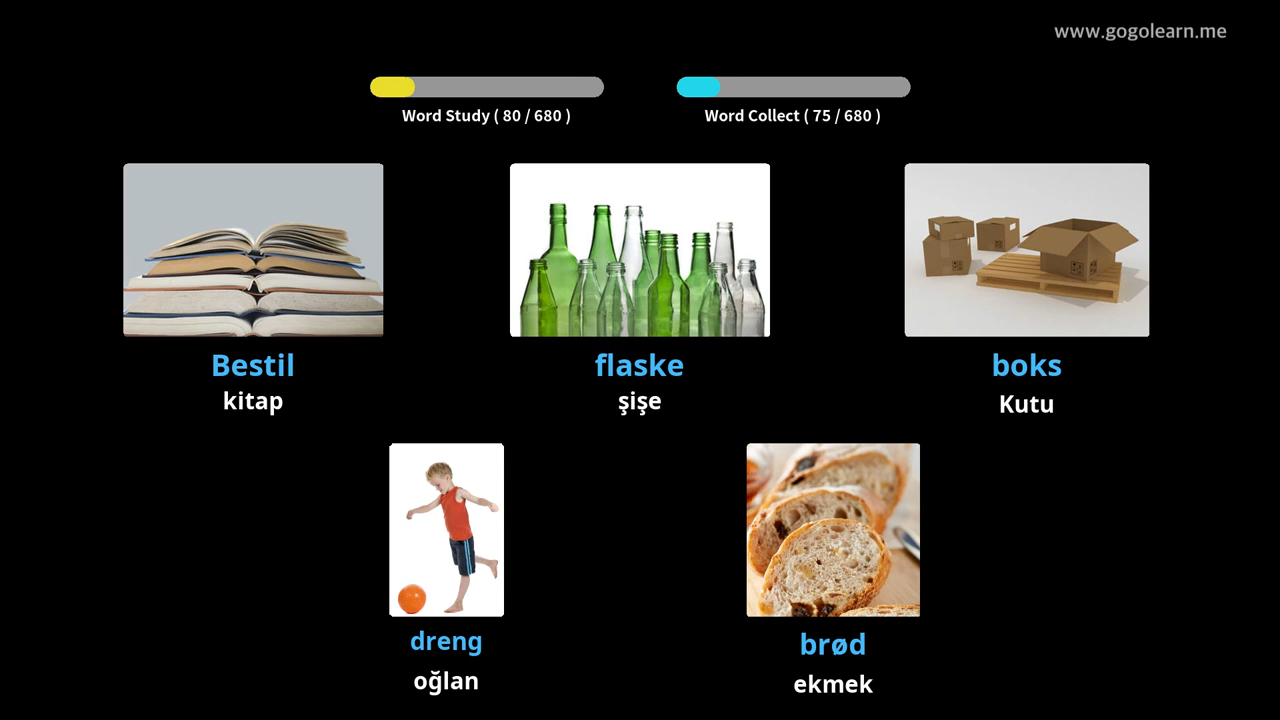 www.gogolearn.me
Word Study ( 80 / 680 )
Word Collect ( 75 / 680 )
Bestil
kitap
flaske
şişe
boks
Kutu
dreng
oğlan
brød
ekmek